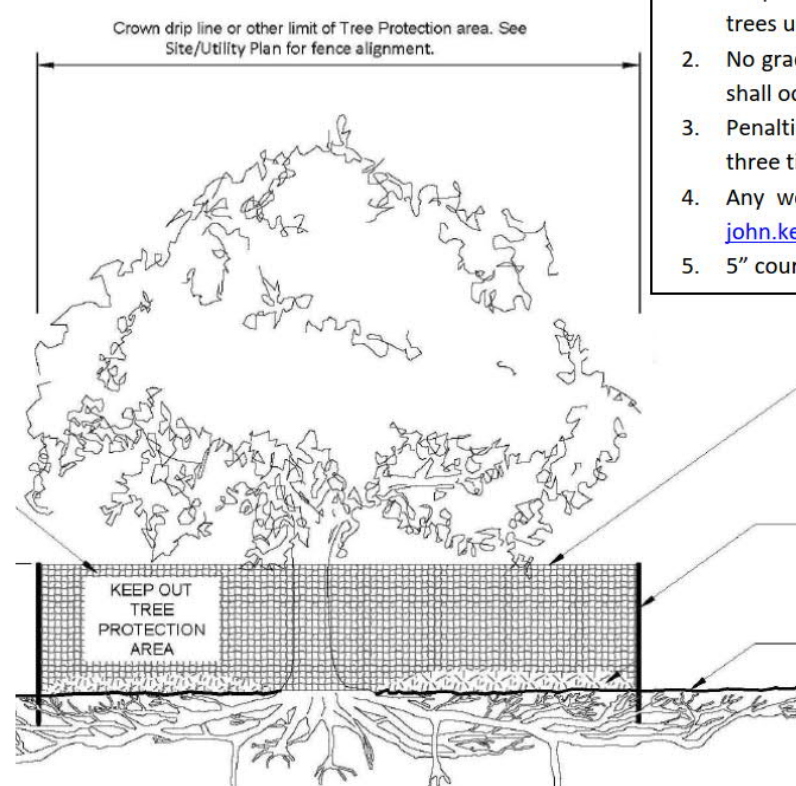 Crown drip line or other limit of Tree Protection area. See
Site/Utility Plan for fence alignment.
trees u
2. No grad
shall oc
3. Penalti
three ti
4. Any we
john.ke
5. 5” cour
KEEP OUT
TREE
PROTECTION
AREA